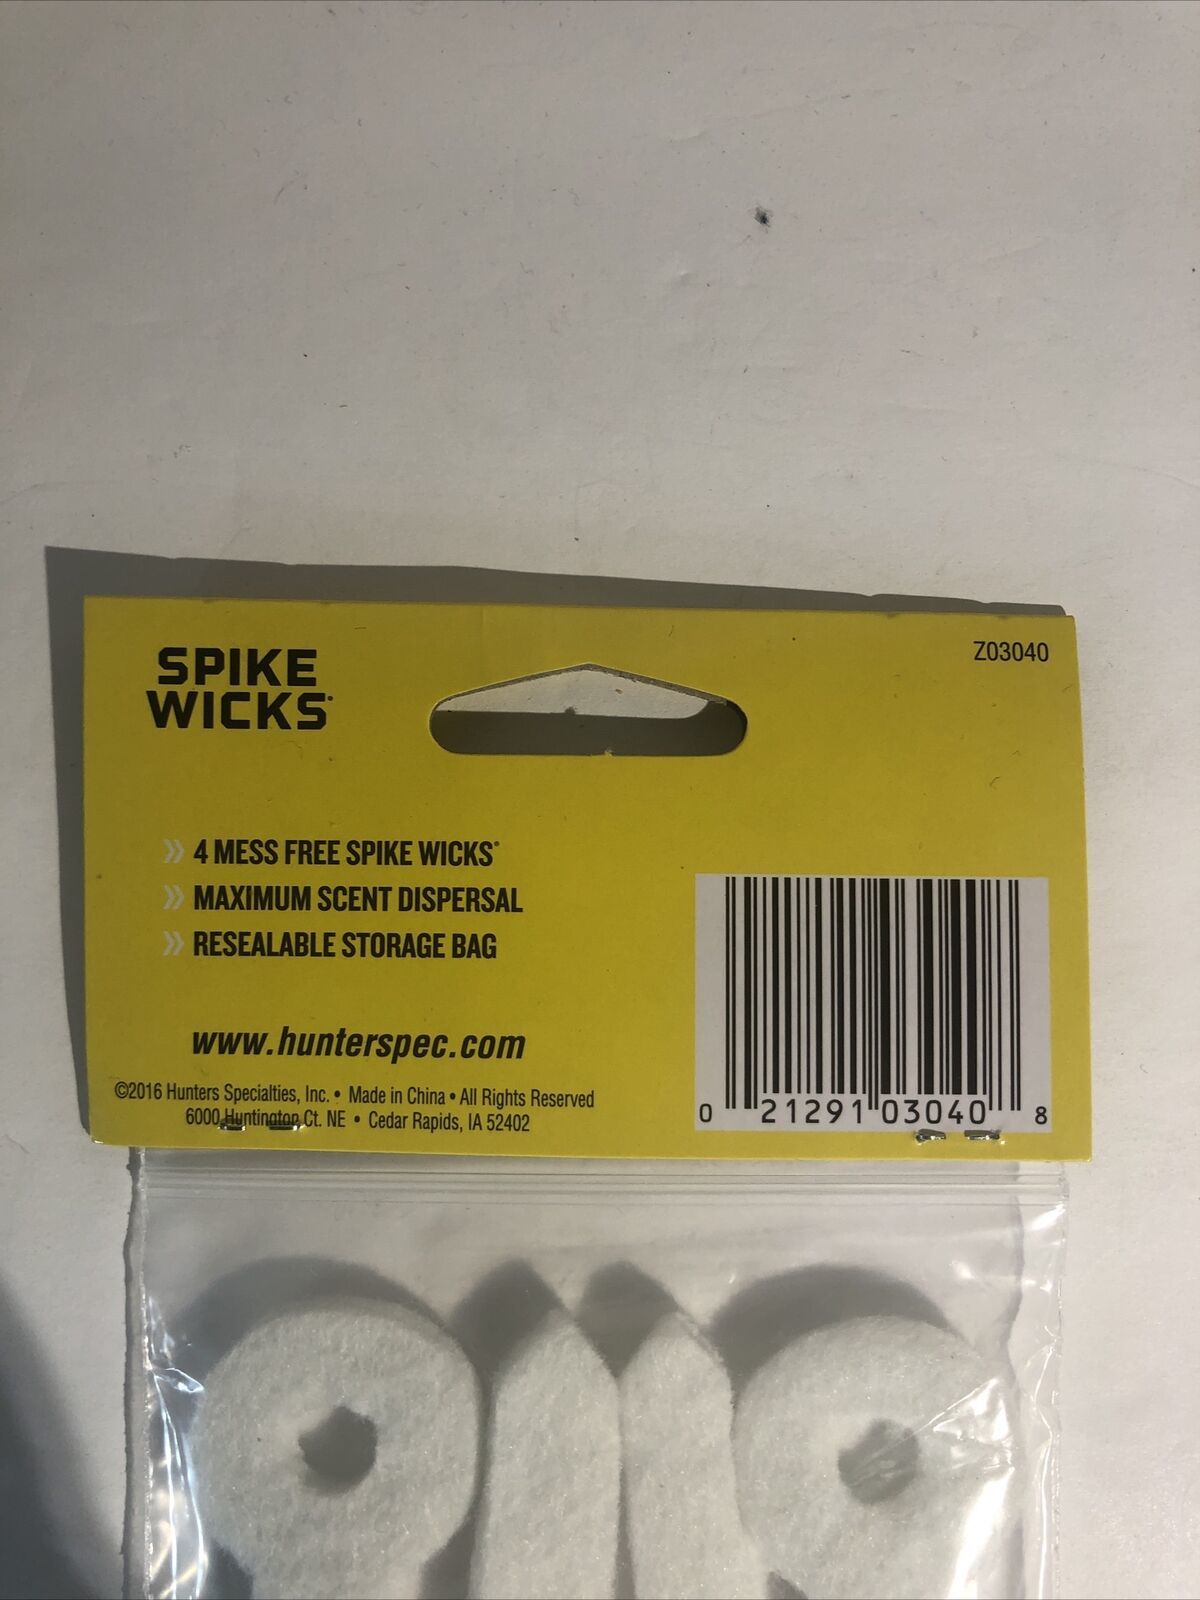 SPIKE
WICKS®
Z03040
» 4 MESS FREE SPIKE WICKS®
» MAXIMUM SCENT DISPERSAL
» RESEALABLE STORAGE BAG
www.hunterspec.com
©2016 Hunters Specialties, Inc. • Made in China • All Rights Reserved
6000 Huntington Ct. NE • Cedar Rapids, IA 52402
0 21291 03040 8